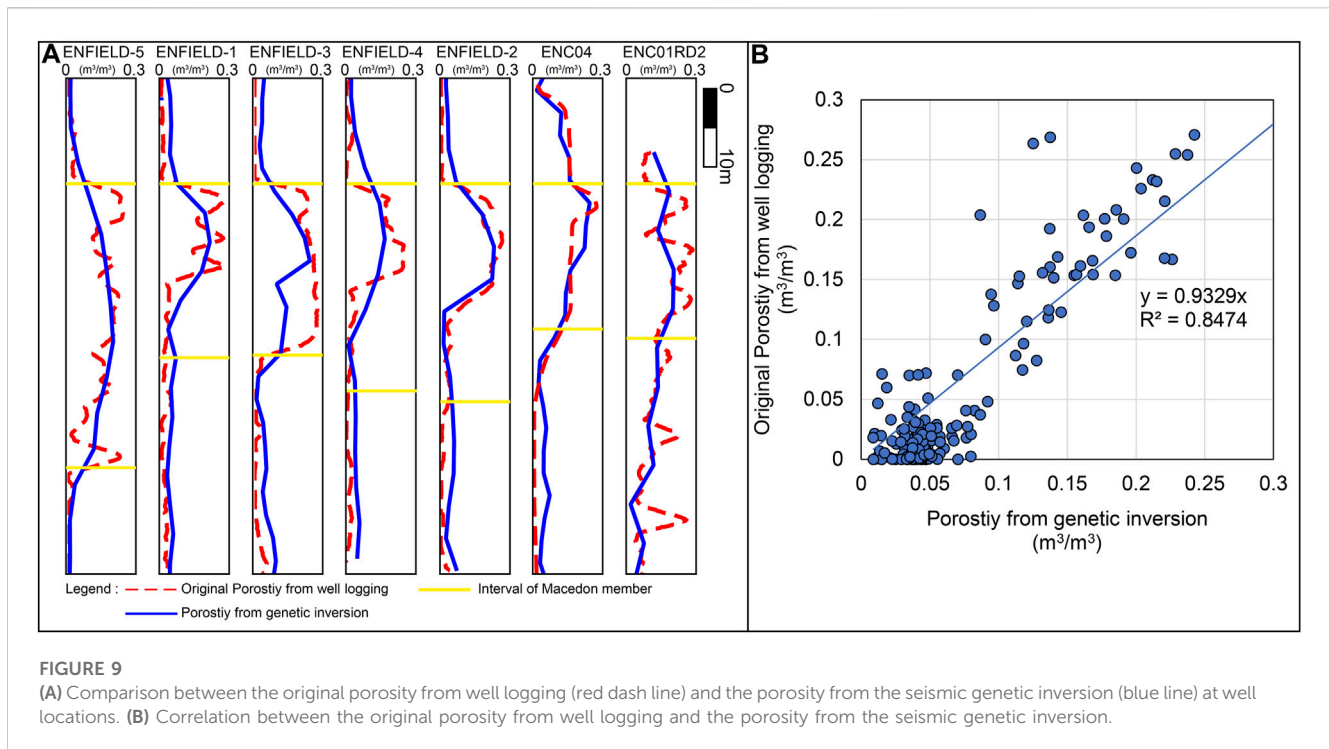 A
ENFIELD-5 ENFIELD-1 ENFIELD-3 ENFIELD-4 ENFIELD-2 ENC04 ENC01RD2
0 (m³/m³) 0.3 0 (m³/m³) 0.3 0 (m³/m³) 0.3 0 (m³/m³) 0.3 0 (m³/m³) 0.3 0 (m³/m³) 0.3 0 (m³/m³) 0.3
0
10m
Legend : Original Porostiy from well logging Interval of Macedon member
Porostiy from genetic inversion
B
Original Porostiy from well logging
(m³/m³)
0.3
0.25
0.2
0.15
0.1
0.05
0
y = 0.9329x
R² = 0.8474
0 0.05 0.1 0.15 0.2 0.25 0.3
Porostiy from genetic inversion
(m³/m³)
FIGURE 9
(A) Comparison between the original porosity from well logging (red dash line) and the porosity from the seismic genetic inversion (blue line) at well
locations. (B) Correlation between the original porosity from well logging and the porosity from the seismic genetic inversion.